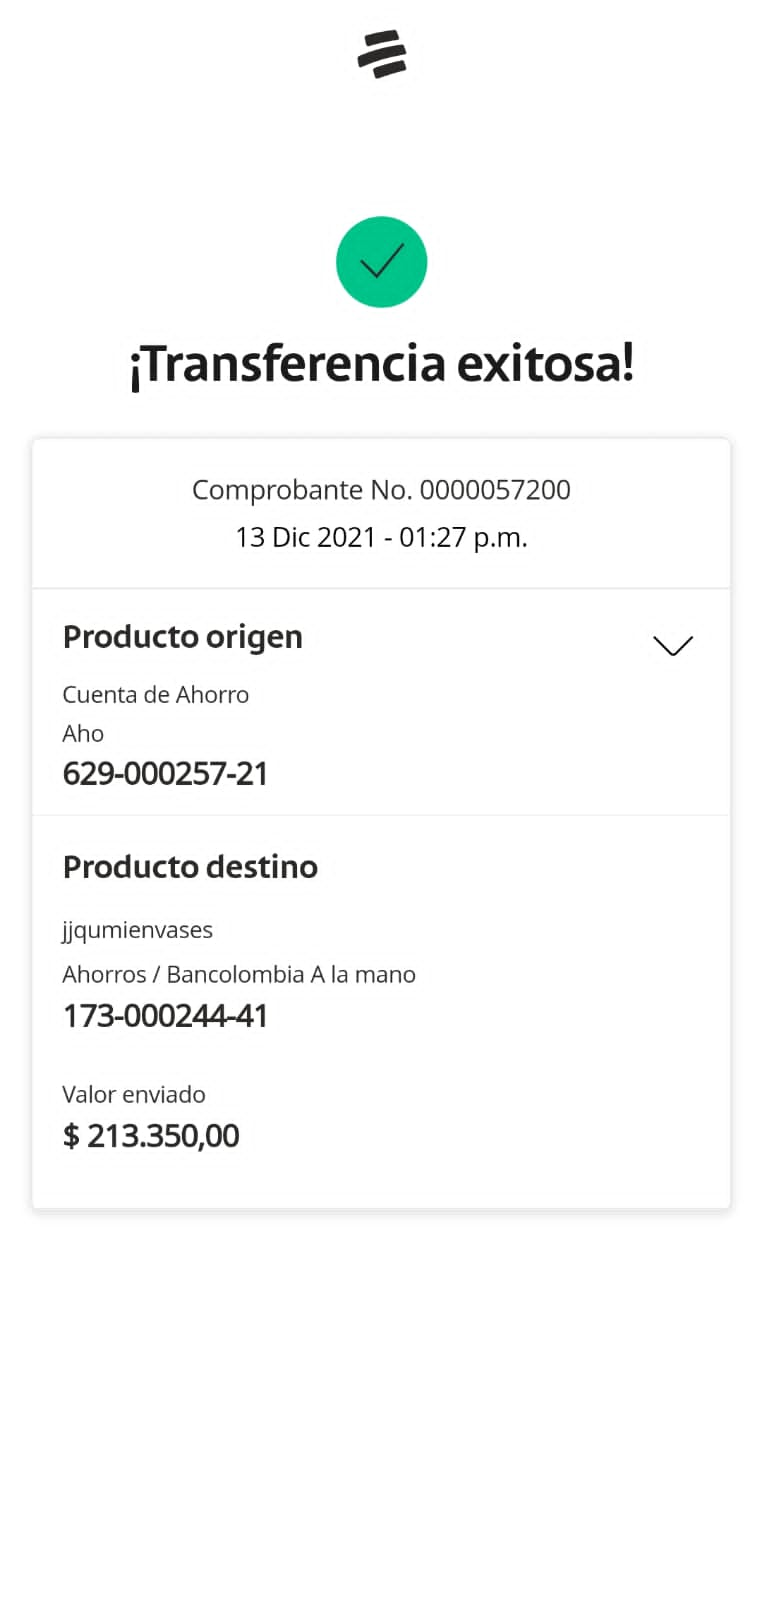 ¡Transferencia exitosa!
Comprobante No. 0000057200
13 Dic 2021 - 01:27 p.m.
Producto origen
Cuenta de Ahorro
Aho
629-000257-21
Producto destino
jjqumienvases
Ahorros / Bancolombia A la mano
173-000244-41
Valor enviado
$ 213.350,00